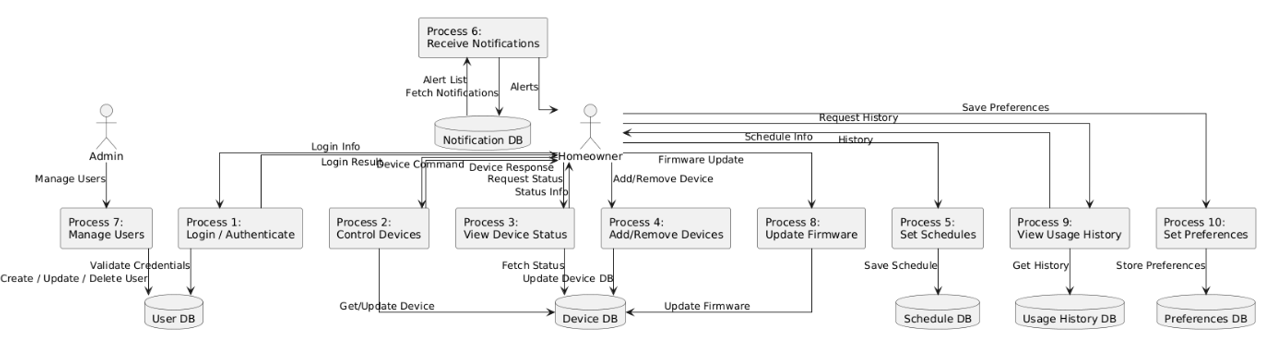 Process 6:
Receive Notifications
Alert List
Alerts
Fetch Notifications
Notification DB
Save Preferences
Request History
Schedule Info
History
Admin
Homeowner
Login Info
Login Result
Device Command
Device Response
Firmware Update
Manage Users
Request Status
Add/Remove Device
Status Info
Process 7:
Manage Users
Process 1:
Login / Authenticate
Process 2:
Control Devices
Process 3:
View Device Status
Process 4:
Add/Remove Devices
Process 8:
Update Firmware
Process 5:
Set Schedules
Process 9:
View Usage History
Process 10:
Set Preferences
Validate Credentials
Create / Update / Delete User
Fetch Status
Update Device DB
Save Schedule
Get History
Store Preferences
Get/Update Device
Update Firmware
User DB
Device DB
Schedule DB
Usage History DB
Preferences DB